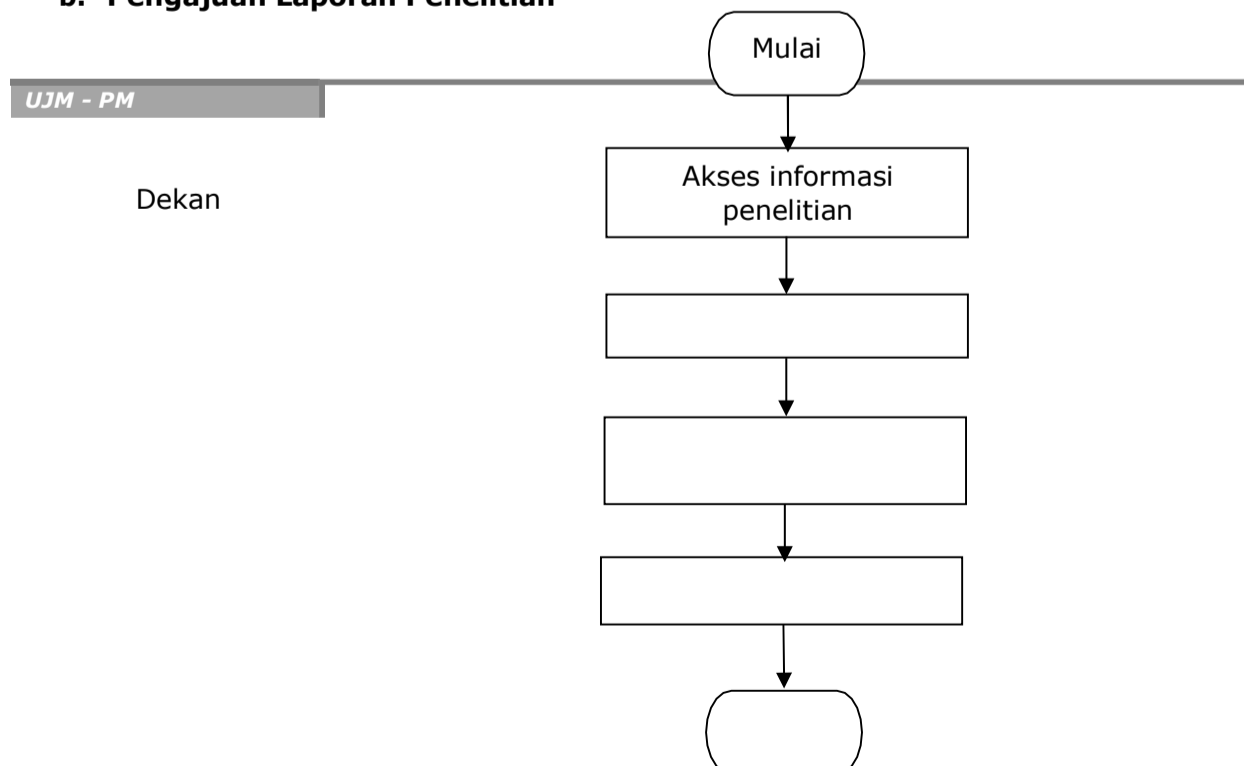 b. Pengajuan Laporan Penelitian
Mulai
UJM - PM
Dekan
Akses informasi
penelitian